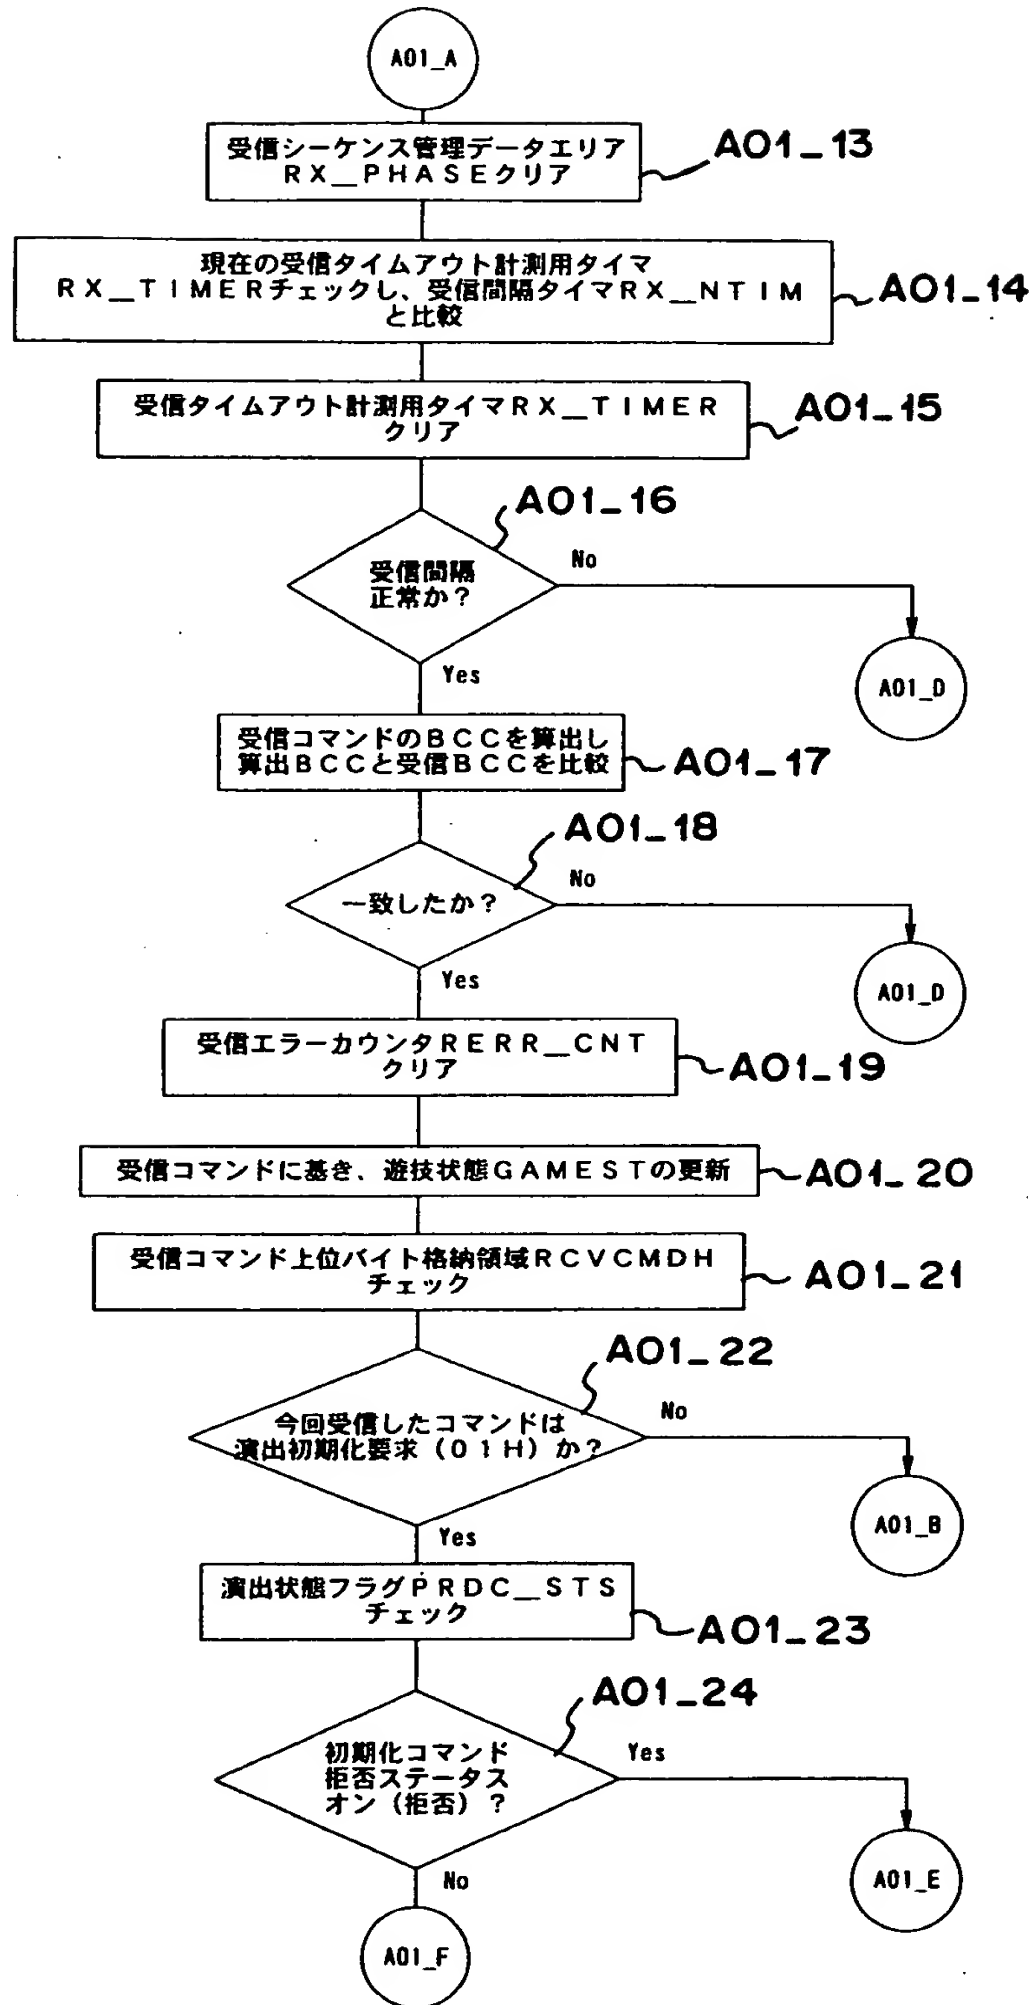 A01_A
受信シーケンス管理データエリア
RX__PHASEクリア
A01_13
現在の受信タイムアウト計測用タイマ
RX__TIMERチェックし、受信間隔タイマRX__NTIM
と比較
A01_14
受信タイムアウト計測用タイマRX__TIMER
クリア
A01_15
A01_16
受信間隔
正常か？
No
Yes
A01_D
受信コマンドのBCCを算出し
算出BCCと受信BCCを比較
A01_17
A01_18
一致したか？
No
Yes
A01_D
受信エラーカウンタRERR__CNT
クリア
A01_19
受信コマンドに基き、遊技状態GAMESTの更新
A01_20
受信コマンド上位バイト格納領域RCVCMDH
チェック
A01_21
A01_22
今回受信したコマンドは
演出初期化要求（01H）か？
No
Yes
A01_B
演出状態フラグPRDC__STS
チェック
A01_23
A01_24
初期化コマンド
拒否ステータス
オン（拒否）？
Yes
No
A01_E
A01_F